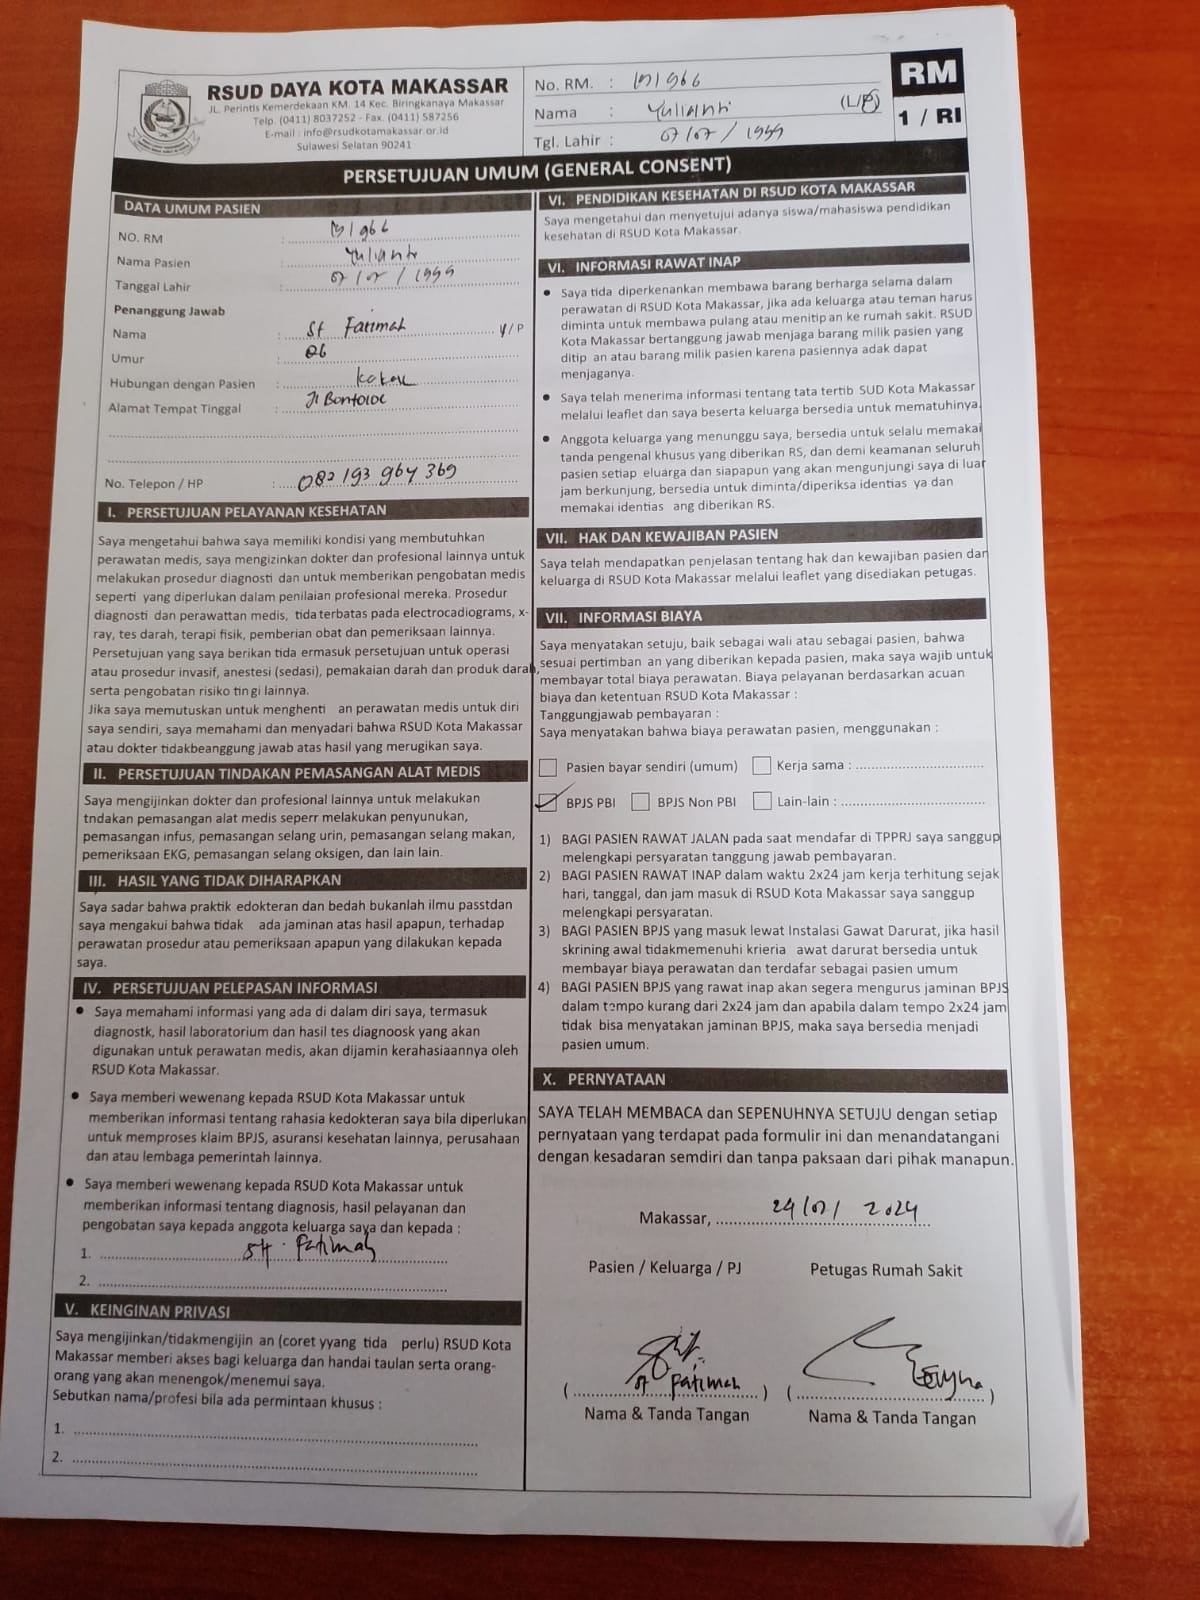 RSUD DAYA KOTA MAKASSAR
JL. Perintis Kemerdekaan KM. 14 Kec. Biringkanaya Makassar
Telp. (0411) 8037252 - Fax. (0411) 587256
E-mail : info@rsudkotamakassar.or.id
Sulawesi Selatan 90241
No. RM. :
Nama : Yulianti (L/P)
Tgl. Lahir : 07/07/1999
RM
1 / RI
PERSETUJUAN UMUM (GENERAL CONSENT)
DATA UMUM PASIEN
NO. RM :
Nama Pasien : Yulianti
Tanggal Lahir : 07/07/1999
Penanggung Jawab
Nama : St Fatimah /P
Umur : 26
Hubungan dengan Pasien :
Alamat Tempat Tinggal : Jl
No. Telepon / HP : 082 193 964 369
I. PERSETUJUAN PELAYANAN KESEHATAN
Saya mengetahui bahwa saya memiliki kondisi yang membutuhkan
perawatan medis, saya mengizinkan dokter dan profesional lainnya untuk
melakukan prosedur diagnosti dan untuk memberikan pengobatan medis
seperti yang diperlukan dalam penilaian profesional mereka. Prosedur
diagnosti dan perawattan medis, tidaterbatas pada electrocadiograms, x-
ray, tes darah, terapi fisik, pemberian obat dan pemeriksaan lainnya.
Persetujuan yang saya berikan tida ermasuk persetujuan untuk operasi
atau prosedur invasif, anestesi (sedasi), pemakaian darah dan produk darah,
serta pengobatan risiko tin gi lainnya.
Jika saya memutuskan untuk menghenti an perawatan medis untuk diri
saya sendiri, saya memahami dan menyadari bahwa RSUD Kota Makassar
atau dokter tidakbeanggung jawab atas hasil yang merugikan saya.
II. PERSETUJUAN TINDAKAN PEMASANGAN ALAT MEDIS
Saya mengijinkan dokter dan profesional lainnya untuk melakukan
tndakan pemasangan alat medis seperr melakukan penyunukan,
pemasangan infus, pemasangan selang urin, pemasangan selang makan,
pemeriksaan EKG, pemasangan selang oksigen, dan lain lain.
III. HASIL YANG TIDAK DIHARAPKAN
Saya sadar bahwa praktik edokteran dan bedah bukanlah ilmu passtdan
saya mengakui bahwa tidak ada jaminan atas hasil apapun, terhadap
perawatan prosedur atau pemeriksaan apapun yang dilakukan kepada
saya.
IV. PERSETUJUAN PELEPASAN INFORMASI
• Saya memahami informasi yang ada di dalam diri saya, termasuk
diagnostk, hasil laboratorium dan hasil tes diagnoosk yang akan
digunakan untuk perawatan medis, akan dijamin kerahasiaannya oleh
RSUD Kota Makassar.
• Saya memberi wewenang kepada RSUD Kota Makassar untuk
memberikan informasi tentang rahasia kedokteran saya bila diperlukan
untuk memproses klaim BPJS, asuransi kesehatan lainnya, perusahaan
dan atau lembaga pemerintah lainnya.
• Saya memberi wewenang kepada RSUD Kota Makassar untuk
memberikan informasi tentang diagnosis, hasil pelayanan dan
pengobatan saya kepada anggota keluarga saya dan kepada :
1. St. Fatimah
2.
V. KEINGINAN PRIVASI
Saya mengijinkan/tidakmengijin an (coret yyang tida perlu) RSUD Kota
Makassar memberi akses bagi keluarga dan handai taulan serta orang-
orang yang akan menengok/menemui saya.
Sebutkan nama/profesi bila ada permintaan khusus :
1.
2.
VI. PENDIDIKAN KESEHATAN DI RSUD KOTA MAKASSAR
Saya mengetahui dan menyetujui adanya siswa/mahasiswa pendidikan
kesehatan di RSUD Kota Makassar.
VI. INFORMASI RAWAT INAP
• Saya tida diperkenankan membawa barang berharga selama dalam
perawatan di RSUD Kota Makassar, Jika ada keluarga atau teman harus
diminta untuk membawa pulang atau menitip an ke rumah sakit. RSUD
Kota Makassar bertanggung jawab menjaga barang milik pasien yang
ditip an atau barang milik pasien karena pasiennya adak dapat
menjaganya.
• Saya telah menerima informasi tentang tata tertib SUD Kota Makassar
melalui leaflet dan saya beserta keluarga bersedia untuk mematuhinya.
• Anggota keluarga yang menunggu saya, bersedia untuk selalu memakai
tanda pengenal khusus yang diberikan RS, dan demi keamanan seluruh
pasien setiap eluarga dan siapapun yang akan mengunjungi saya di luar
jam berkunjung, bersedia untuk diminta/diperiksa identias ya dan
memakai identias ang diberikan RS.
VII. HAK DAN KEWAJIBAN PASIEN
Saya telah mendapatkan penjelasan tentang hak dan kewajiban pasien dan
keluarga di RSUD Kota Makassar melalui leaflet yang disediakan petugas.
VII. INFORMASI BIAYA
Saya menyatakan setuju, baik sebagai wali atau sebagai pasien, bahwa
sesuai pertimban an yang diberikan kepada pasien, maka saya wajib untuk
membayar total biaya perawatan. Biaya pelayanan berdasarkan acuan
biaya dan ketentuan RSUD Kota Makassar :
Tanggungjawab pembayaran :
Saya menyatakan bahwa biaya perawatan pasien, menggunakan :
Pasien bayar sendiri (umum) Kerja sama :
BPJS PBI BPJS Non PBI Lain-lain :
1) BAGI PASIEN RAWAT JALAN pada saat mendafar di TPPRJ saya sanggup
melengkapi persyaratan tanggung jawab pembayaran.
2) BAGI PASIEN RAWAT INAP dalam waktu 2x24 jam kerja terhitung sejak
hari, tanggal, dan jam masuk di RSUD Kota Makassar saya sanggup
melengkapi persyaratan.
3) BAGI PASIEN BPJS yang masuk lewat Instalasi Gawat Darurat, jika hasil
skrining awal tidakmemenuhi krieria awat darurat bersedia untuk
membayar biaya perawatan dan terdafar sebagai pasien umum
4) BAGI PASIEN BPJS yang rawat inap akan segera mengurus jaminan BPJS
dalam tempo kurang dari 2x24 jam dan apabila dalam tempo 2x24 jam
tidak bisa menyatakan jaminan BPJS, maka saya bersedia menjadi
pasien umum.
X. PERNYATAAN
SAYA TELAH MEMBACA dan SEPENUHNYA SETUJU dengan setiap
pernyataan yang terdapat pada formulir ini dan menandatangani
dengan kesadaran semdiri dan tanpa paksaan dari pihak manapun.
Makassar, 24/07/2024
Pasien / Keluarga / PJ Petugas Rumah Sakit
(St Fatimah) ( )
Nama & Tanda Tangan Nama & Tanda Tangan